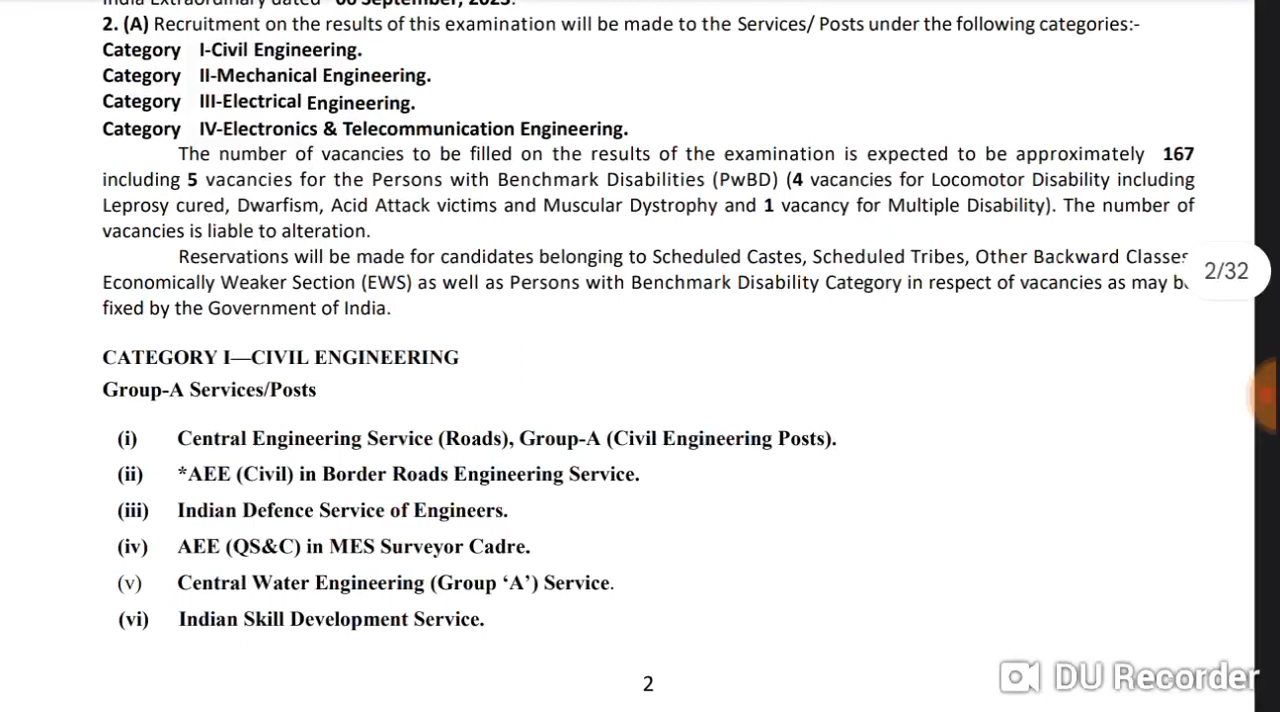 India Extraordinary dated 06 September, 2023.
2. (A) Recruitment on the results of this examination will be made to the Services/ Posts under the following categories:-
Category I-Civil Engineering.
Category II-Mechanical Engineering.
Category III-Electrical Engineering.
Category IV-Electronics & Telecommunication Engineering.
The number of vacancies to be filled on the results of the examination is expected to be approximately 167
including 5 vacancies for the Persons with Benchmark Disabilities (PwBD) (4 vacancies for Locomotor Disability including
Leprosy cured, Dwarfism, Acid Attack victims and Muscular Dystrophy and 1 vacancy for Multiple Disability). The number of
vacancies is liable to alteration.
Reservations will be made for candidates belonging to Scheduled Castes, Scheduled Tribes, Other Backward Classes
Economically Weaker Section (EWS) as well as Persons with Benchmark Disability Category in respect of vacancies as may b
fixed by the Government of India.
2/32
CATEGORY I—CIVIL ENGINEERING
Group-A Services/Posts
(i) Central Engineering Service (Roads), Group-A (Civil Engineering Posts).
(ii) *AEE (Civil) in Border Roads Engineering Service.
(iii) Indian Defence Service of Engineers.
(iv) AEE (QS&C) in MES Surveyor Cadre.
(v) Central Water Engineering (Group ‘A’) Service.
(vi) Indian Skill Development Service.
2
DU Recorder